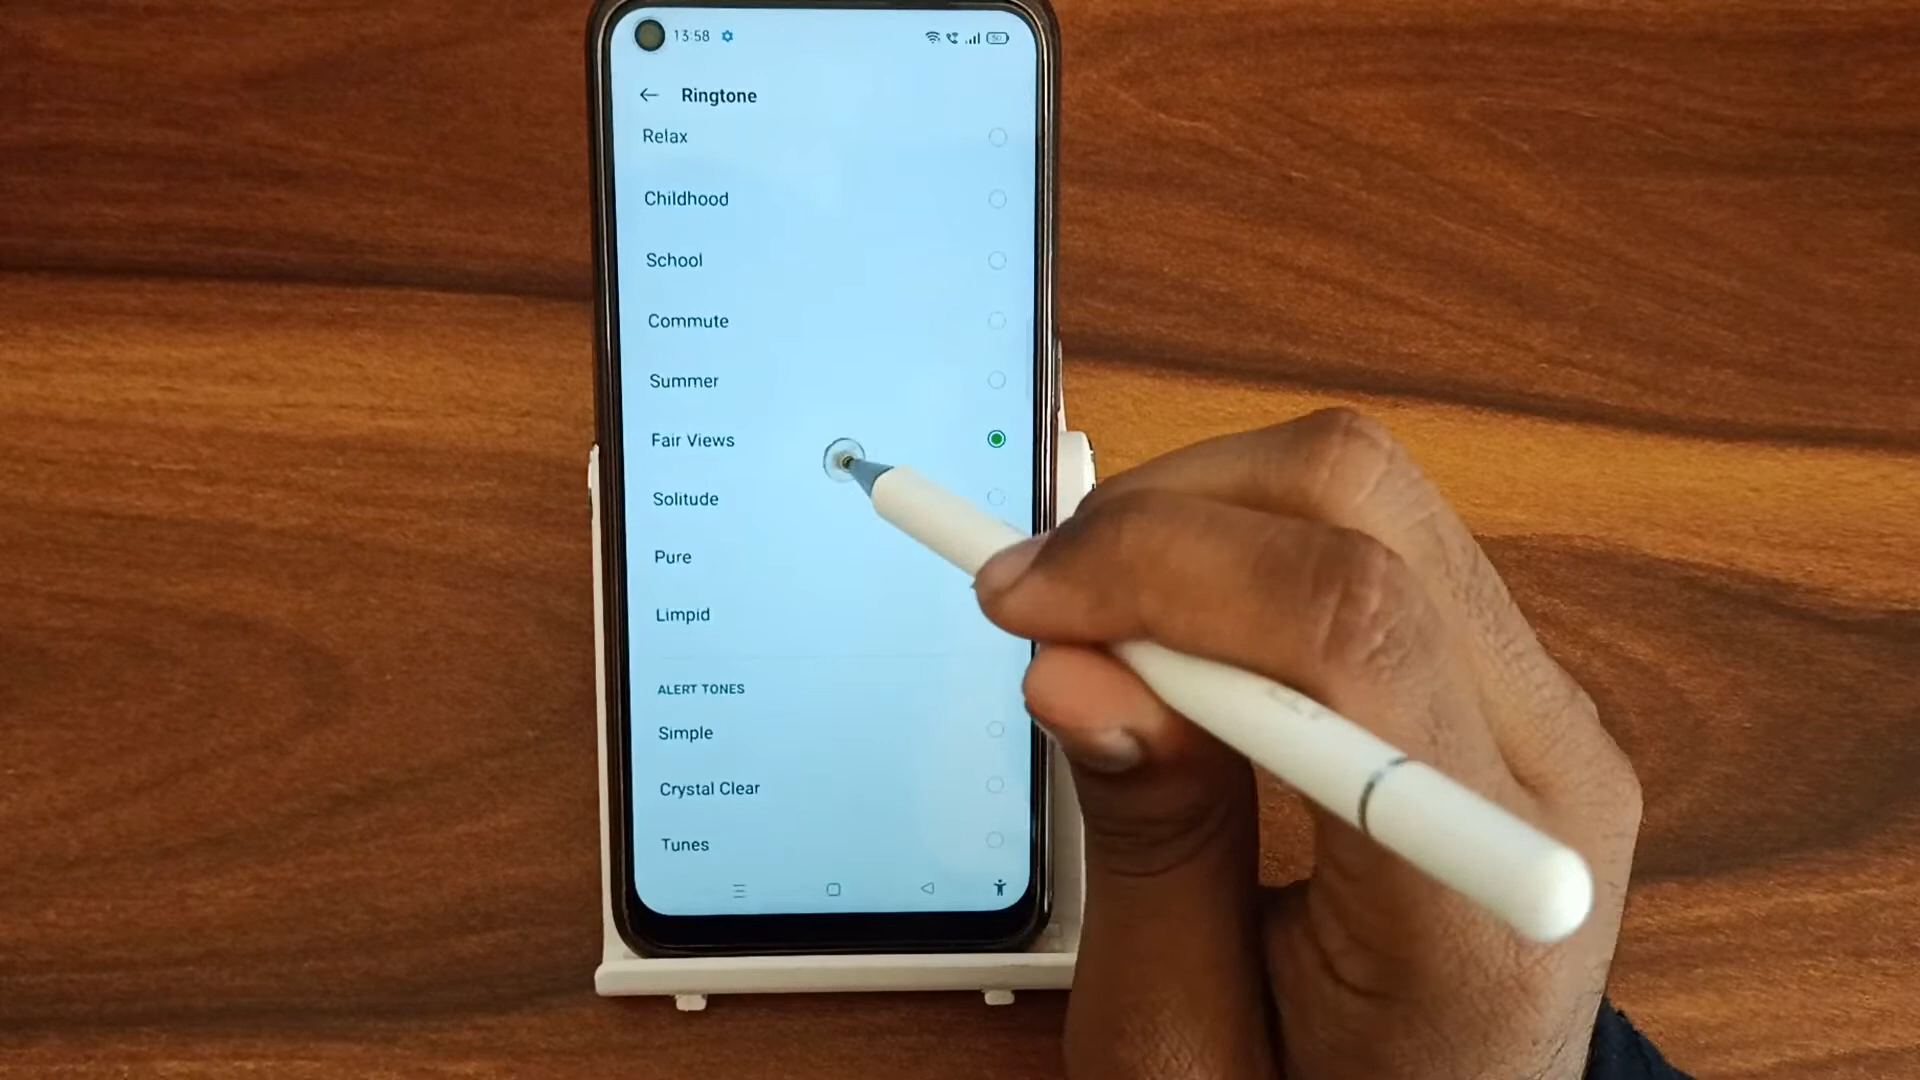 13:58
50
Ringtone
Relax
Childhood
School
Commute
Summer
Fair Views
Solitude
Pure
Limpid
ALERT TONES
Simple
Crystal Clear
Tunes